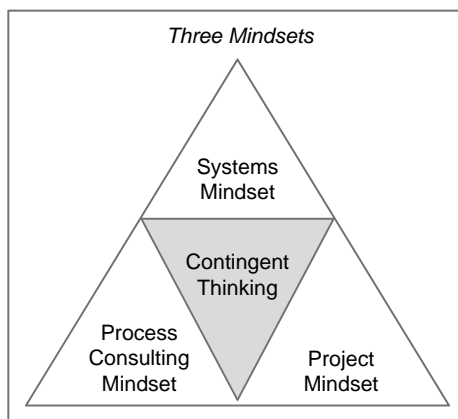 Three Mindsets
Systems
Mindset
Contingent
Thinking
Process
Consulting
Mindset
Project
Mindset